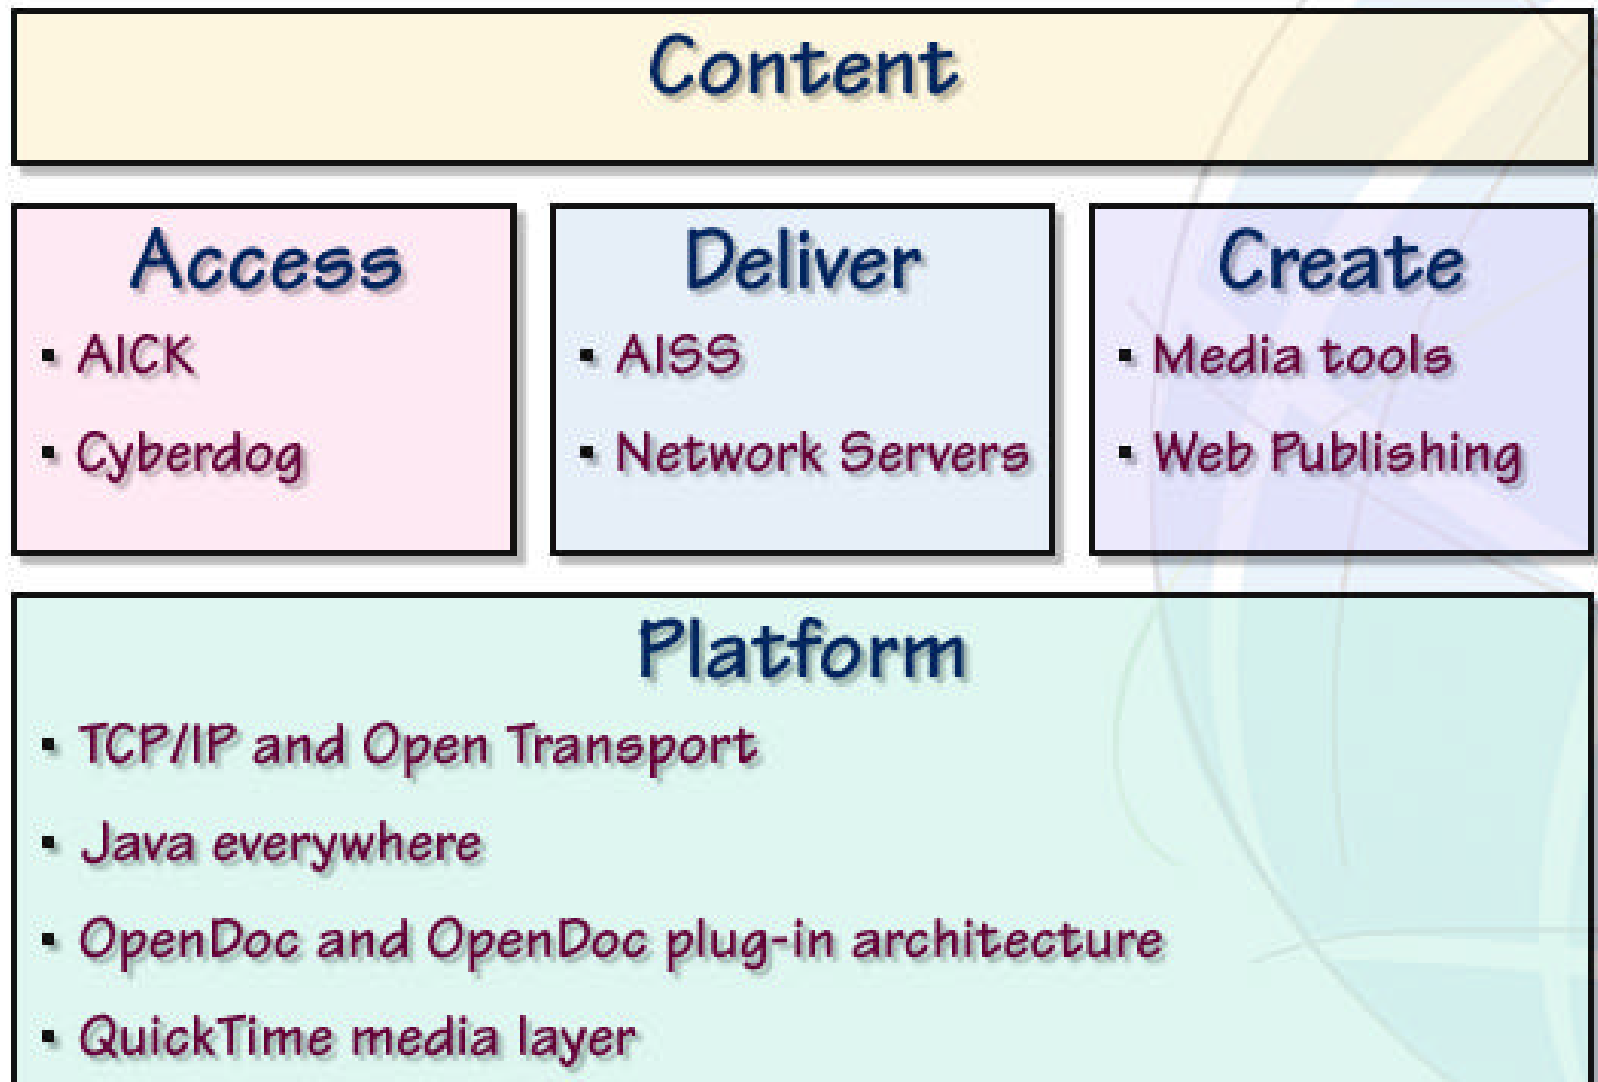 Content
Access
▪ AICK
▪ Cyberdog
Deliver
▪ AISS
▪ Network Servers
Create
▪ Media tools
▪ Web Publishing
Platform
▪ TCP/IP and Open Transport
▪ Java everywhere
▪ OpenDoc and OpenDoc plug-in architecture
▪ QuickTime media layer